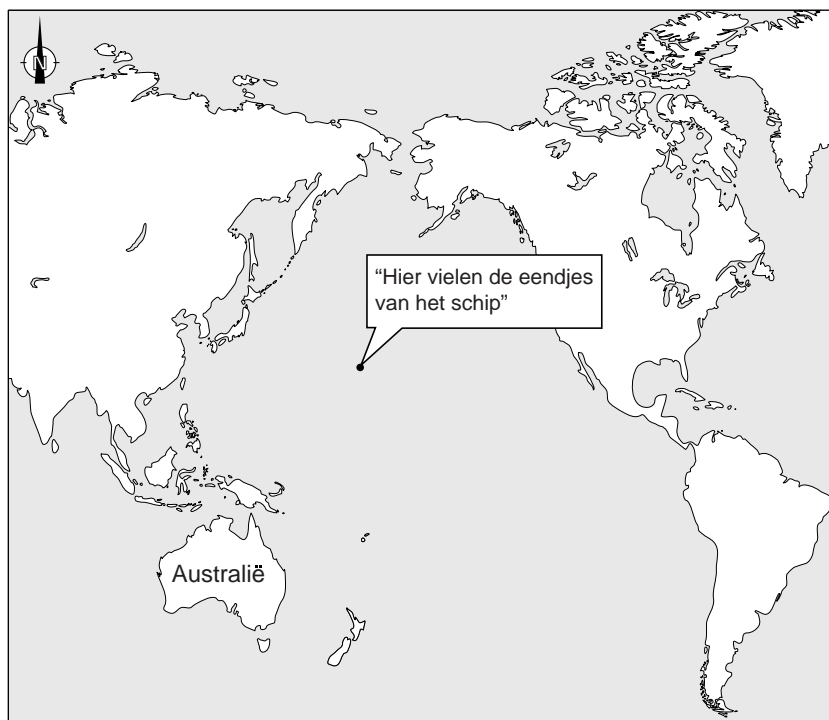 N
“Hier vielen de eendjes
van het schip”
Australië